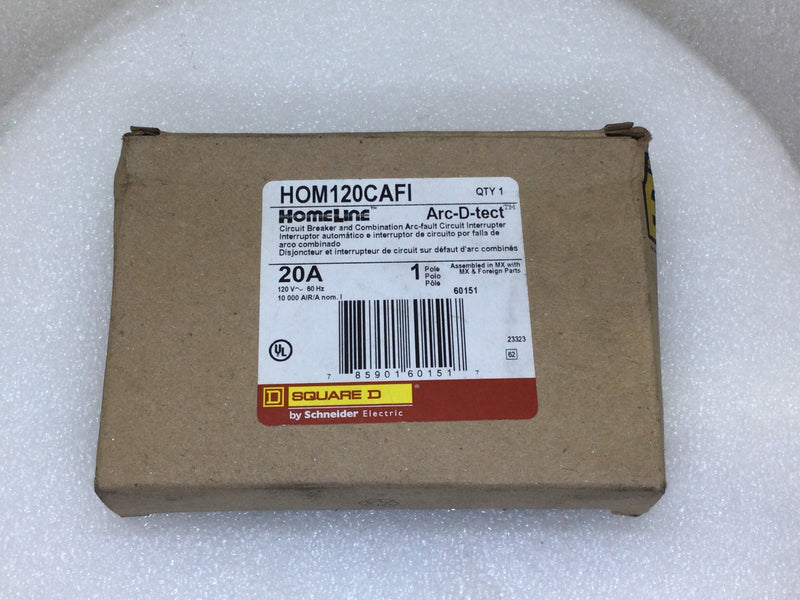 HOM120CAFI QTY 1
HOMELINE™ Arc-D-tect™
Circuit Breaker and Combination Arc-fault Circuit Interrupter
Interruptor automático e interruptor de circuito por falla de
arco combinado
Disjoncteur et interrupteur de circuit sur défaut d'arc combinés
20A 1 Pole Polo Pôle Assembled in MX with
MX & Foreign Parts
120 V~ 60 Hz 60151
10 000 AIR/A nom. I
23323
UL 62
7 85901 60151 7
D SQUARE D ®
by Schneider Electric